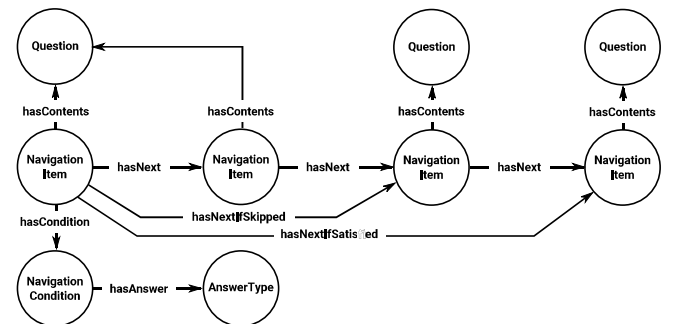 Question
Question
Question
hasContents
hasContents
hasContents
hasContents
Navigation
Item
hasNext
Navigation
Item
hasNext
Navigation
Item
hasNext
Navigation
Item
hasCondition
hasNextIfSkipped
hasNextIfSatisfied
Navigation
Condition
hasAnswer
AnswerType